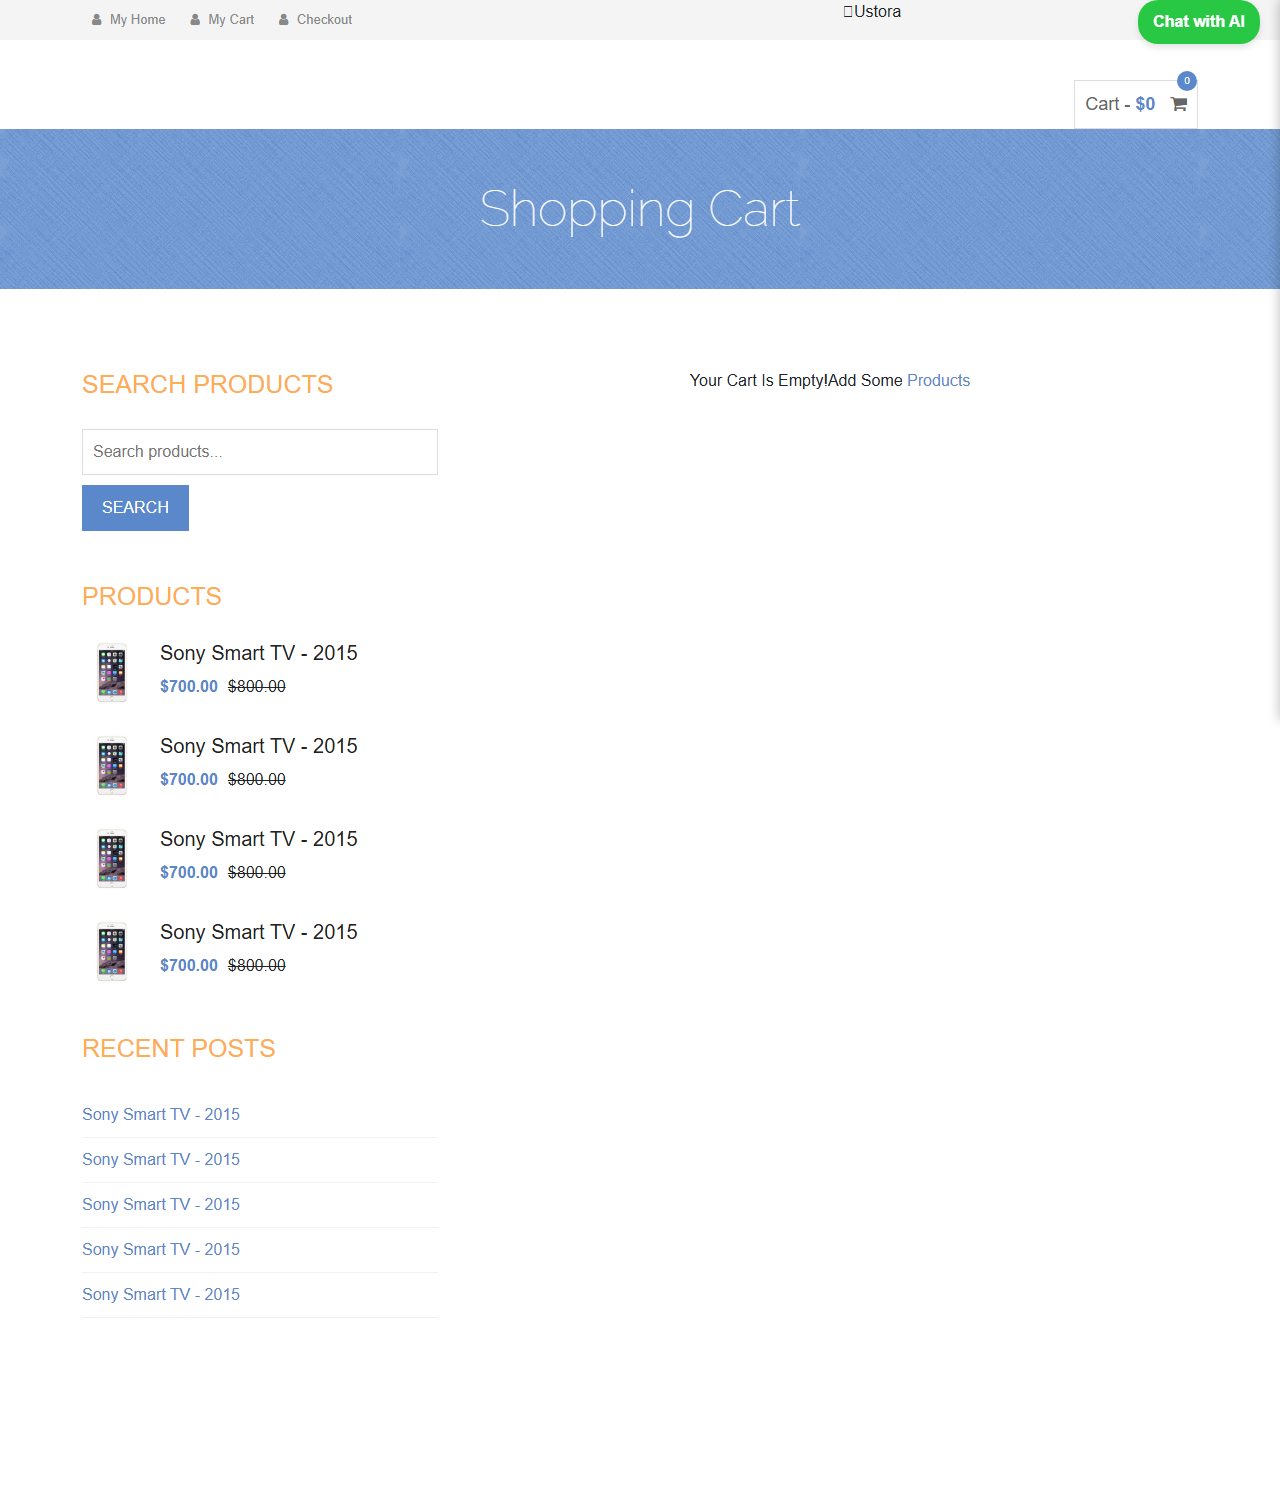 My Home
My Cart
Checkout
Ustora
Chat with AI
0
Cart - $0
Shopping Cart
SEARCH PRODUCTS
Your Cart Is Empty!Add Some Products
Search products...
SEARCH
PRODUCTS
Sony Smart TV - 2015
$700.00 $800.00
Sony Smart TV - 2015
$700.00 $800.00
Sony Smart TV - 2015
$700.00 $800.00
Sony Smart TV - 2015
$700.00 $800.00
RECENT POSTS
Sony Smart TV - 2015
Sony Smart TV - 2015
Sony Smart TV - 2015
Sony Smart TV - 2015
Sony Smart TV - 2015